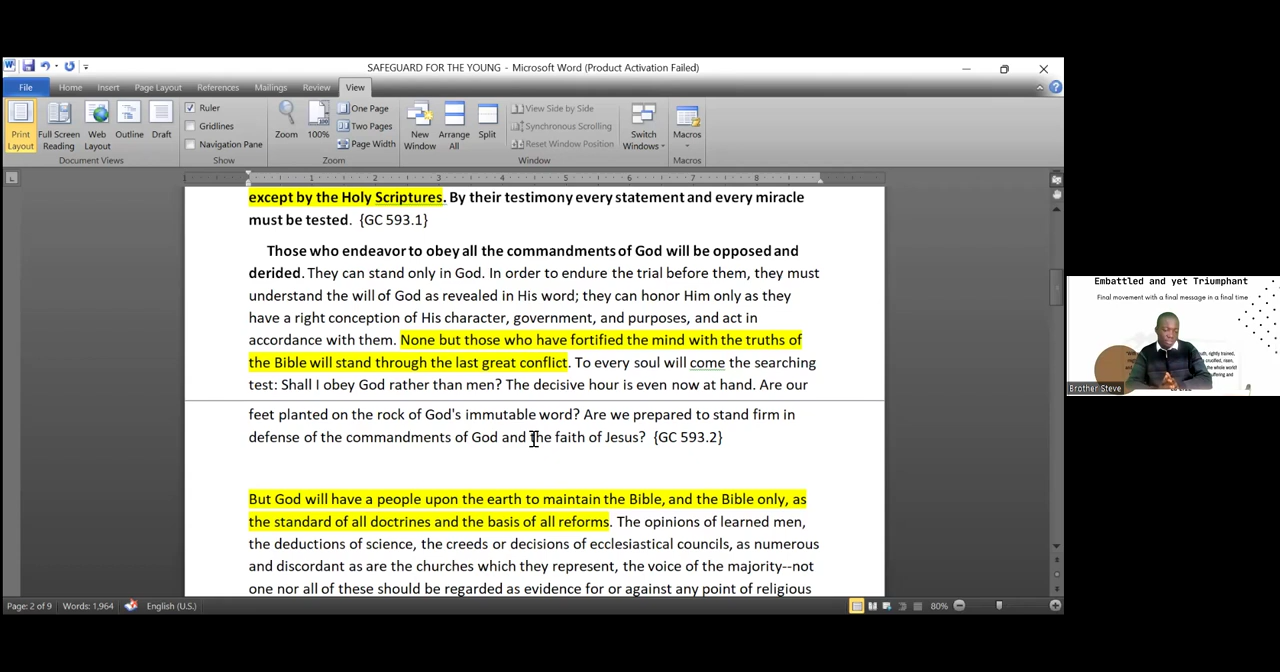 SAFEGUARD FOR THE YOUNG - Microsoft Word (Product Activation Failed)
File Home Insert Page Layout References Mailings Review View
Print Layout
Full Screen Reading
Web Layout
Outline
Draft
Document Views
Ruler
Gridlines
Navigation Pane
Show
Zoom
100%
One Page
Two Pages
Page Width
Zoom
New Window
Arrange All
Split
View Side by Side
Synchronous Scrolling
Reset Window Position
Window
Switch Windows
Macros
Macros
1 1 2 3 4 5 6 7 8
except by the Holy Scriptures. By their testimony every statement and every miracle
must be tested. {GC 593.1}
Those who endeavor to obey all the commandments of God will be opposed and
derided. They can stand only in God. In order to endure the trial before them, they must
understand the will of God as revealed in His word; they can honor Him only as they
have a right conception of His character, government, and purposes, and act in
accordance with them. None but those who have fortified the mind with the truths of
the Bible will stand through the last great conflict. To every soul will come the searching
test: Shall I obey God rather than men? The decisive hour is even now at hand. Are our
feet planted on the rock of God's immutable word? Are we prepared to stand firm in
defense of the commandments of God and the faith of Jesus? {GC 593.2}
But God will have a people upon the earth to maintain the Bible, and the Bible only, as
the standard of all doctrines and the basis of all reforms. The opinions of learned men,
the deductions of science, the creeds or decisions of ecclesiastical councils, as numerous
and discordant as are the churches which they represent, the voice of the majority--not
one nor all of these should be regarded as evidence for or against any point of religious
Page: 2 of 9 Words: 1,964 English (U.S.) 80%
Embattled and yet Triumphant
Final movement with a final message in a final time
Brother Steve